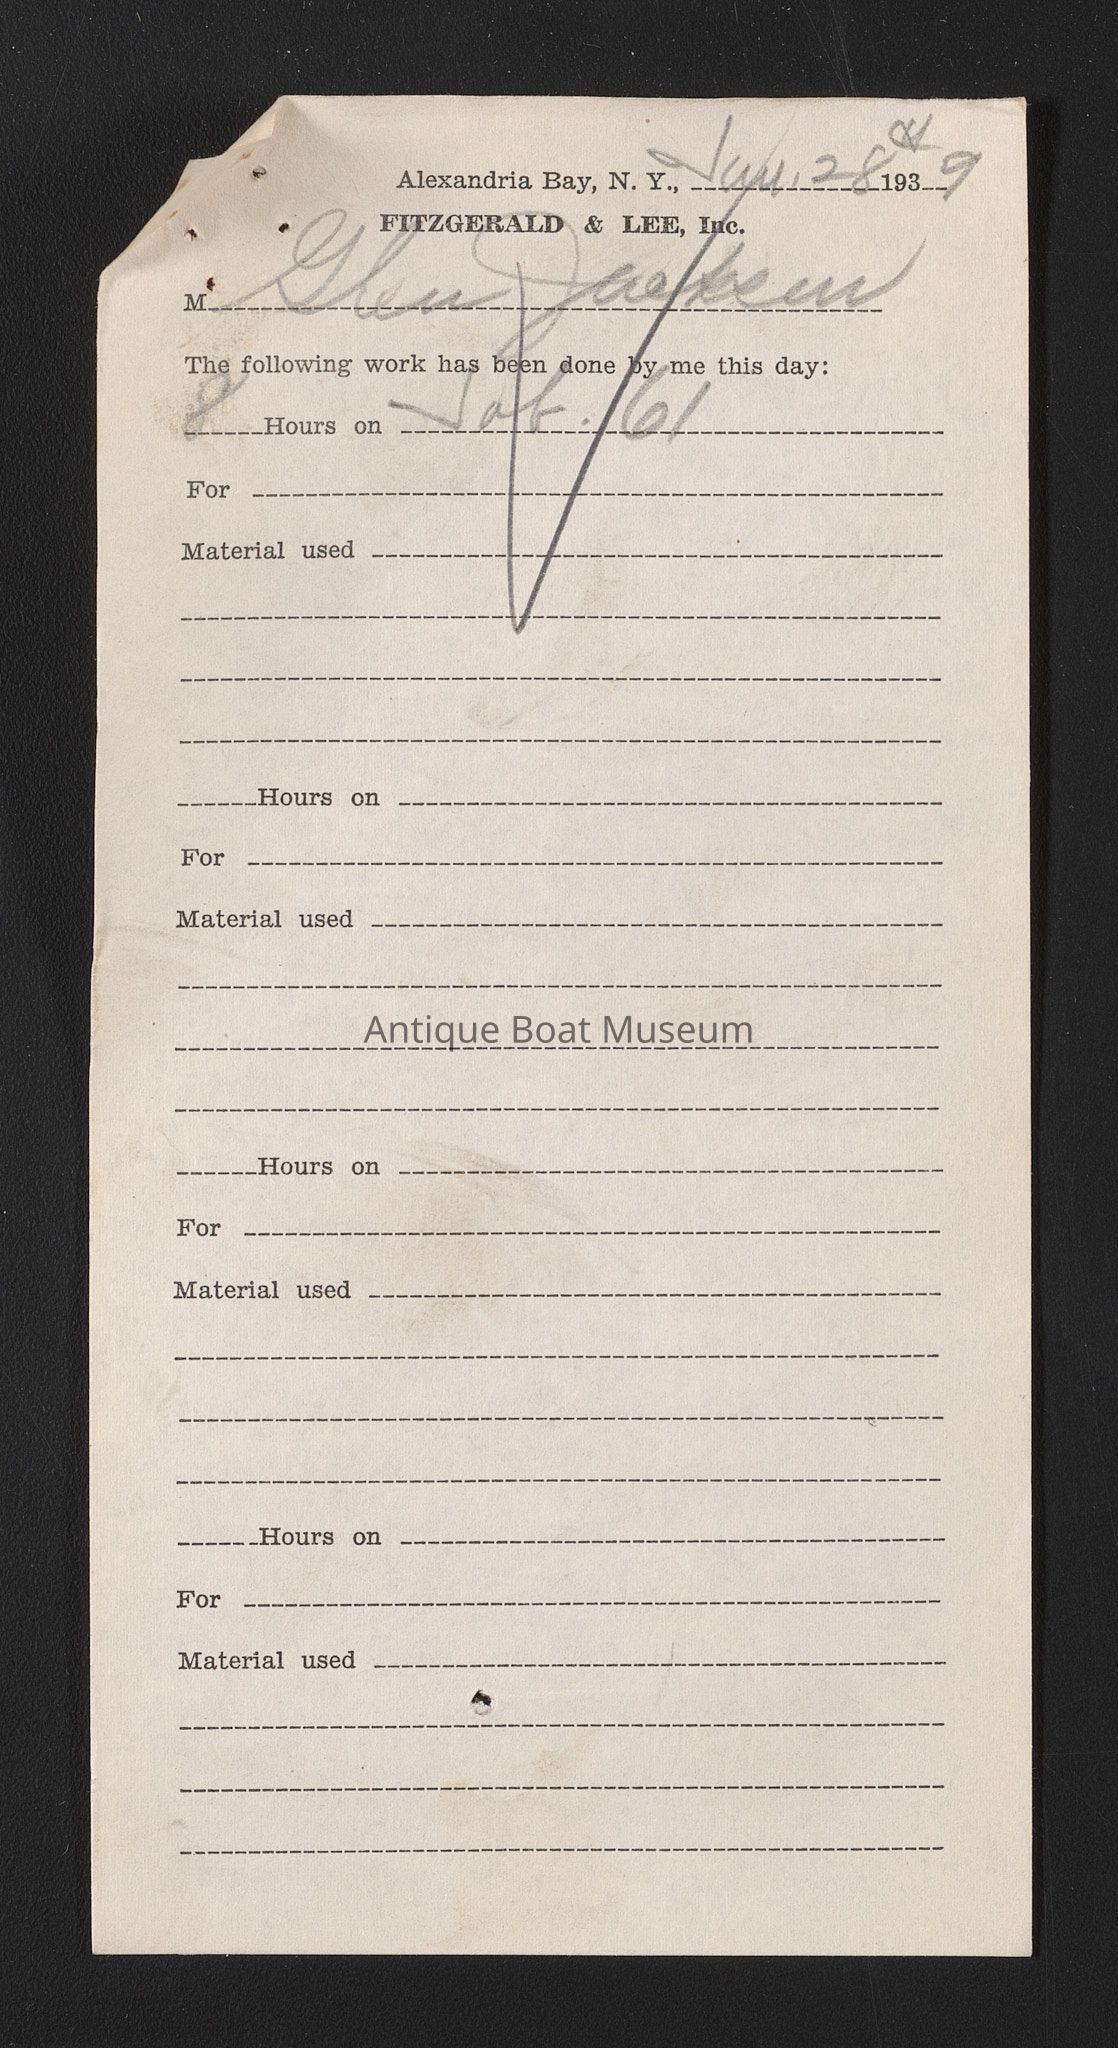 Alexandria Bay, N. Y., Jan. 28th 1939
FITZGERALD & LEE, Inc.
M Glen Jackson
The following work has been done by me this day:
8 Hours on Job. 61
For
Material used
Hours on
For
Material used
Antique Boat Museum
Hours on
For
Material used
Hours on
For
Material used